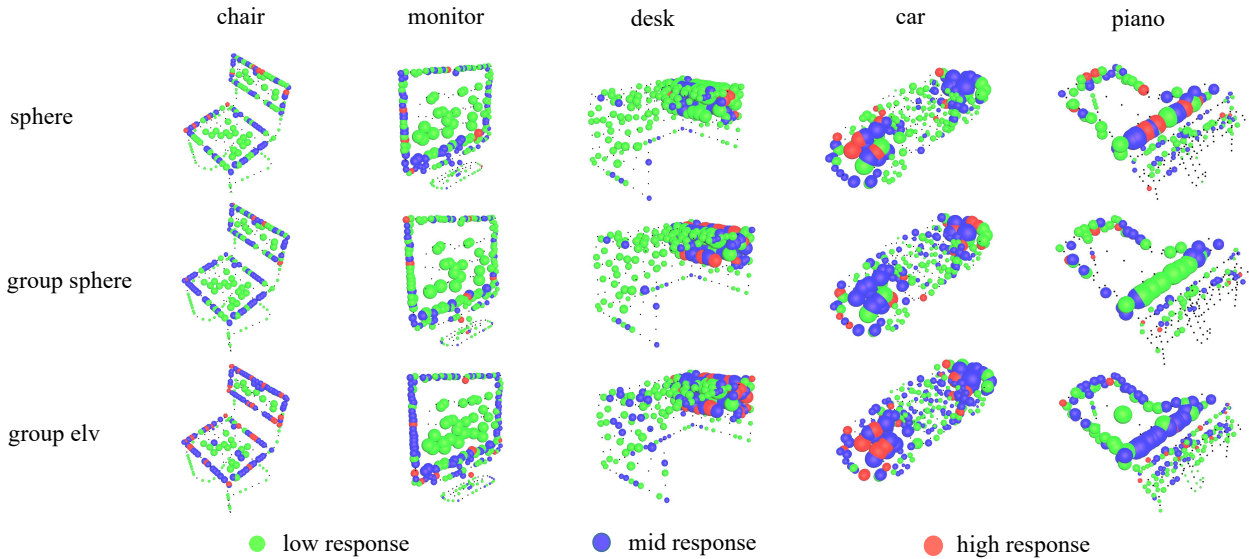 chair monitor desk car piano
sphere
group sphere
group elv
low response mid response high response